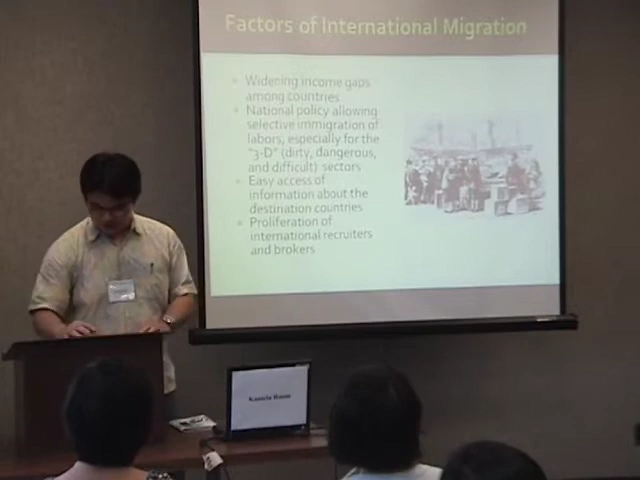 Factors of International Migration
Widening income gaps
among countries
National policy allowing
selective immigration of
labors, especially for the
"3-D" (dirty, dangerous,
and difficult) sectors
Easy access of
information about the
destination countries
Proliferation of
international recruiters
and brokers
Room